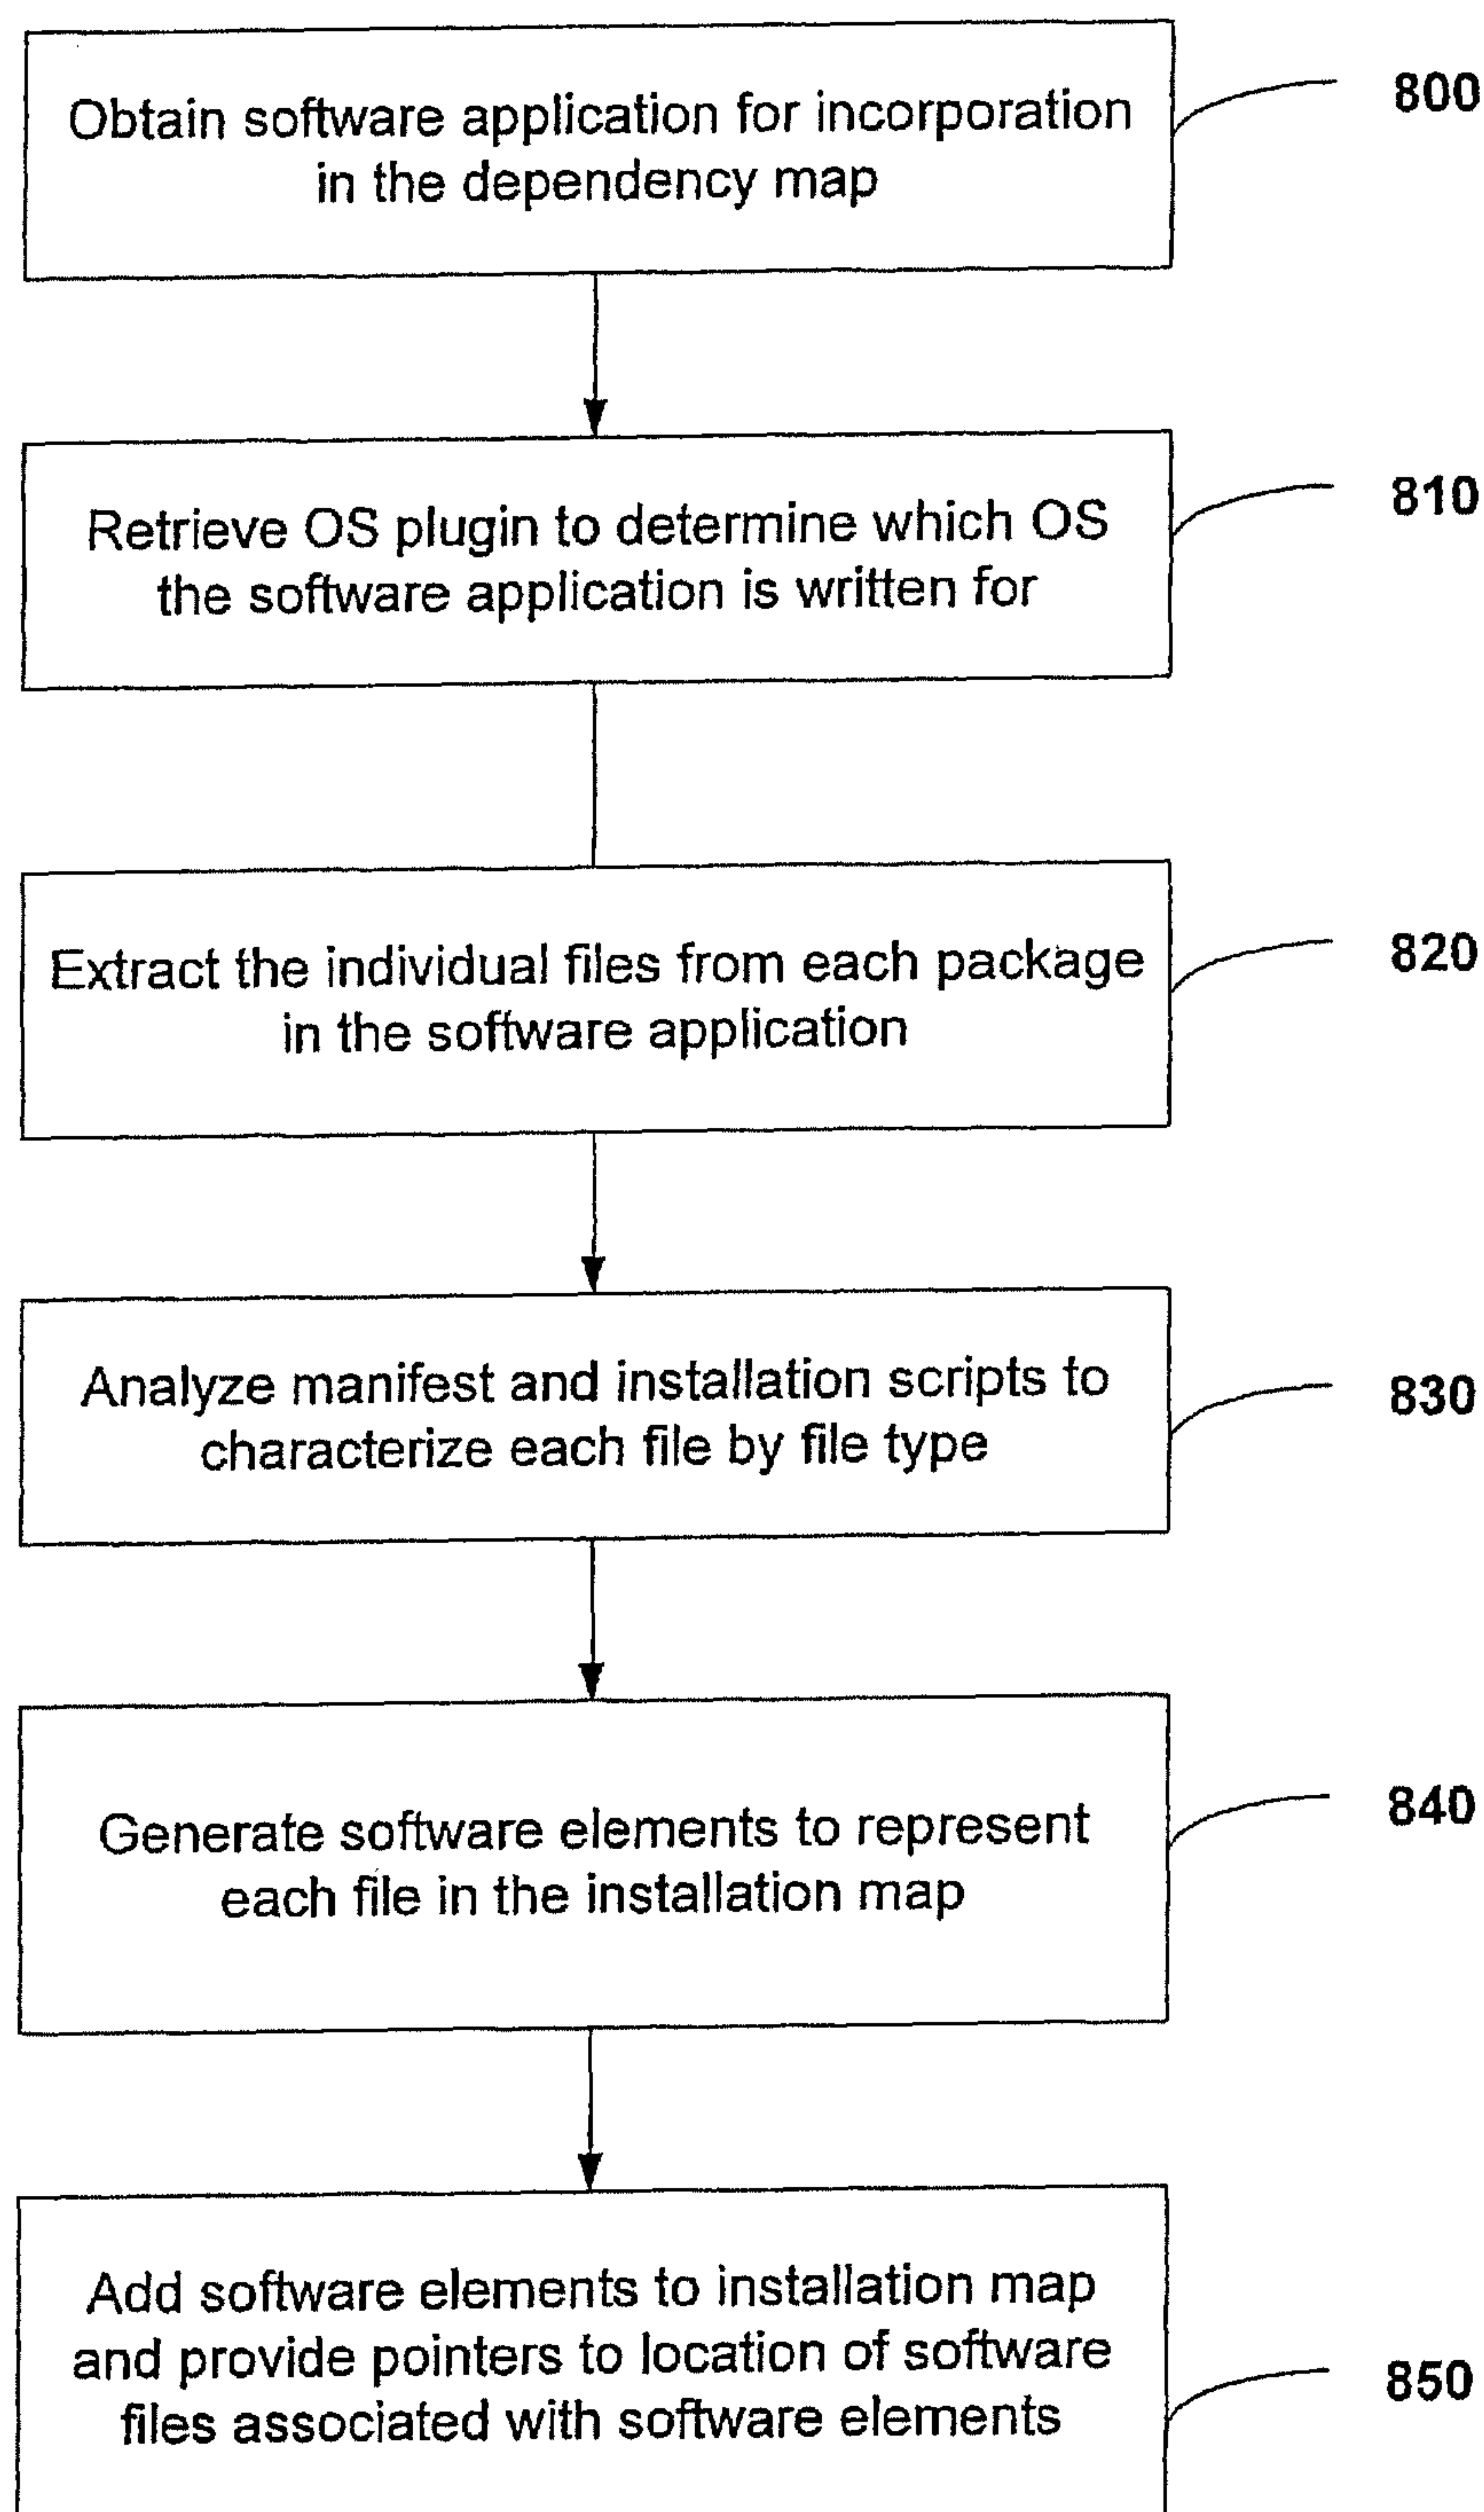 Obtain software application for incorporation
in the dependency map
800
Retrieve OS plugin to determine which OS
the software application is written for
810
Extract the individual files from each package
in the software application
820
Analyze manifest and installation scripts to
characterize each file by file type
830
Generate software elements to represent
each file in the installation map
840
Add software elements to installation map
and provide pointers to location of software
files associated with software elements
850